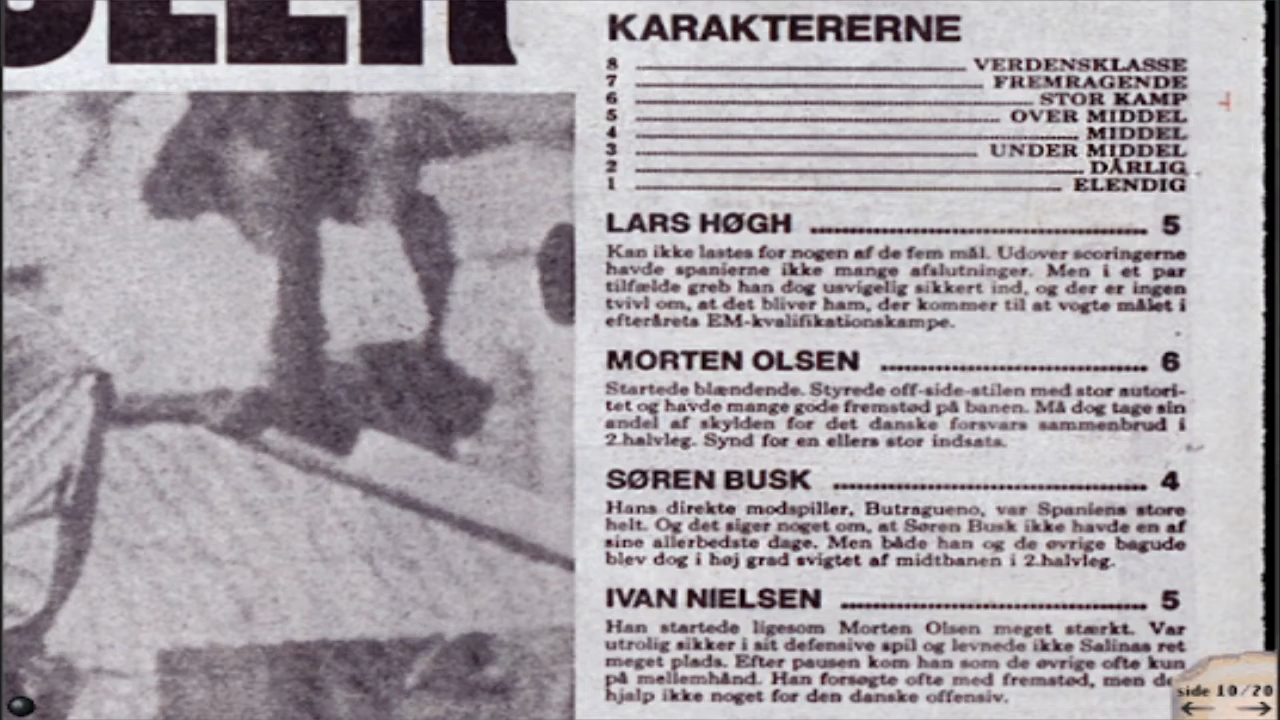 KARAKTERERNE
8 VERDENSKLASSE
7 FREMRAGENDE
6 STOR KAMP
5 OVER MIDDEL
4 MIDDEL
3 UNDER MIDDEL
2 DÅRLIG
1 ELENDIG
LARS HØGH 5
Kan ikke lastes for nogen af de fem mål. Udover scoringerne
havde spanierne ikke mange afslutninger. Men i et par
tilfælde greb han dog usvigelig sikkert ind, og der er ingen
tvivl om, at det bliver ham, der kommer til at vogte målet i
efterårets EM-kvalifikationskampe.
MORTEN OLSEN 6
Startede blændende. Styrede off-side-stilen med stor autori-
tet og havde mange gode fremstød på banen. Må dog tage sin
andel af skylden for det danske forsvars sammenbrud i
2.halvleg. Synd for en ellers stor indsats.
SØREN BUSK 4
Hans direkte modspiller, Butragueno, var Spaniens store
helt. Og det siger noget om, at Søren Busk ikke havde en af
sine allerbedste dage. Men både han og de øvrige bagude
blev dog i høj grad svigtet af midtbanen i 2.halvleg.
IVAN NIELSEN 5
Han startede ligesom Morten Olsen meget stærkt. Var
utrolig sikker i sit defensive spil og levnede ikke Salinas ret
meget plads. Efter pausen kom han som de øvrige ofte kun
på mellemhånd. Han forsøgte ofte med fremstød, men de
hjalp ikke noget for den danske offensiv.
side 10/20